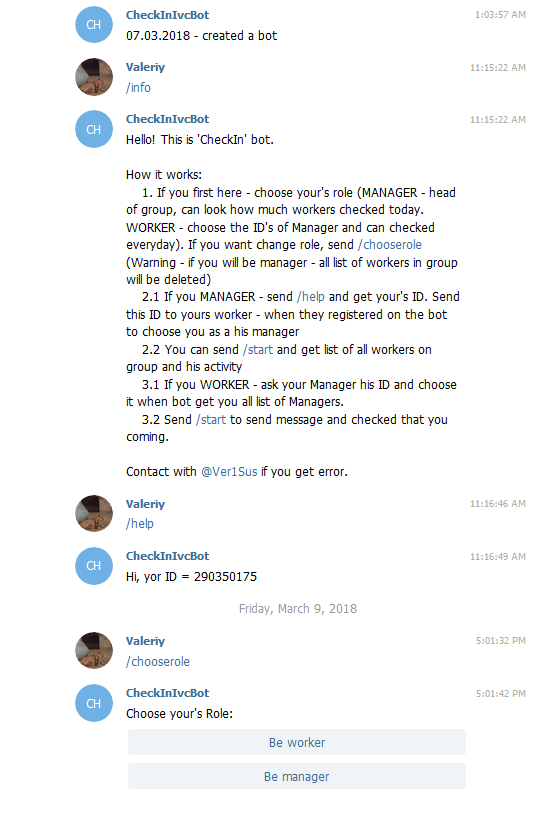 CheckInIvcBot 1:03:57 AM
CH
07.03.2018 - created a bot
Valeriy 11:15:22 AM
/info
CheckInIvcBot 11:15:22 AM
CH
Hello! This is 'CheckIn' bot.
How it works:
1. If you first here - choose your's role (MANAGER - head
of group, can look how much workers checked today.
WORKER - choose the ID's of Manager and can checked
everyday). If you want change role, send /chooserole
(Warning - if you will be manager - all list of workers in group
will be deleted)
2.1 If you MANAGER - send /help and get your's ID. Send
this ID to yours worker - when they registered on the bot
to choose you as a his manager
2.2 You can send /start and get list of all workers on
group and his activity
3.1 If you WORKER - ask your Manager his ID and choose
it when bot get you all list of Managers.
3.2 Send /start to send message and checked that you
coming.
Contact with @Ver1Sus if you get error.
Valeriy 11:16:46 AM
/help
CheckInIvcBot 11:16:49 AM
CH
Hi, yor ID = 290350175
Friday, March 9, 2018
Valeriy 5:01:32 PM
/chooserole
CheckInIvcBot 5:01:42 PM
CH
Choose your's Role:
Be worker
Be manager